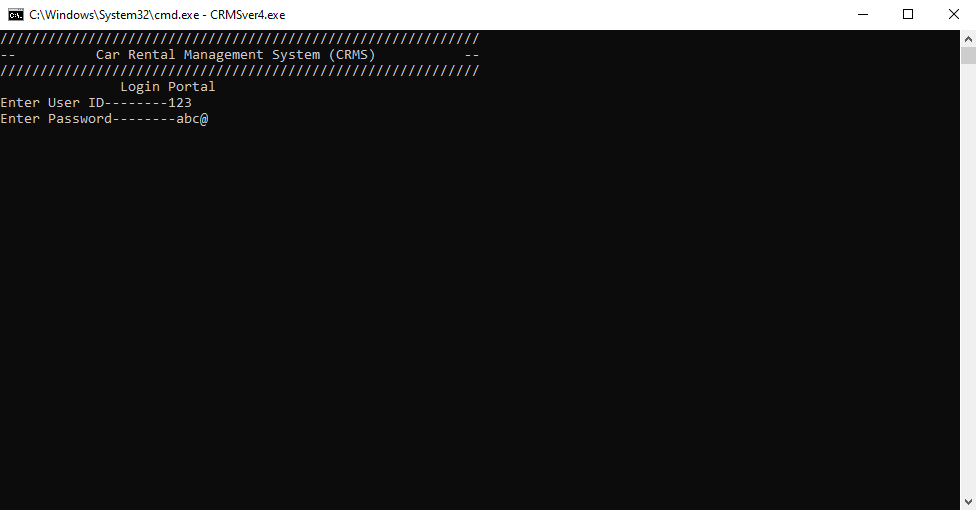 C:\Windows\System32\cmd.exe - CRMSver4.exe
////////////////////////////////////////////////////////////
--          Car Rental Management System (CRMS)           --
////////////////////////////////////////////////////////////
               Login Portal
Enter User ID--------123
Enter Password--------abc@